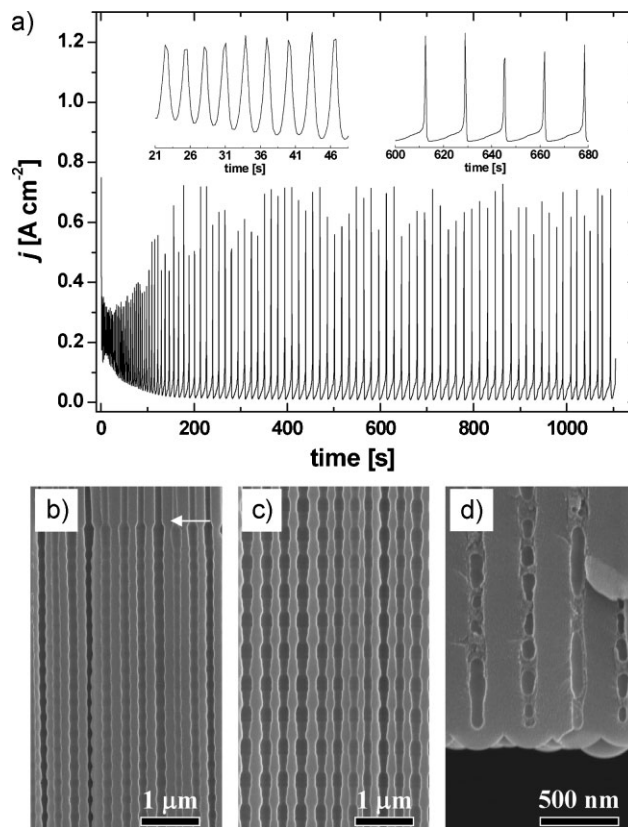 a)
1.2
1.0
0.8
0.6
0.4
0.2
0.0
j [A cm-2]
21 26 31 36 41 46
time [s]
600 620 640 660 680
time [s]
0 200 400 600 800 1000
time [s]
b)
1 μm
c)
1 μm
d)
500 nm